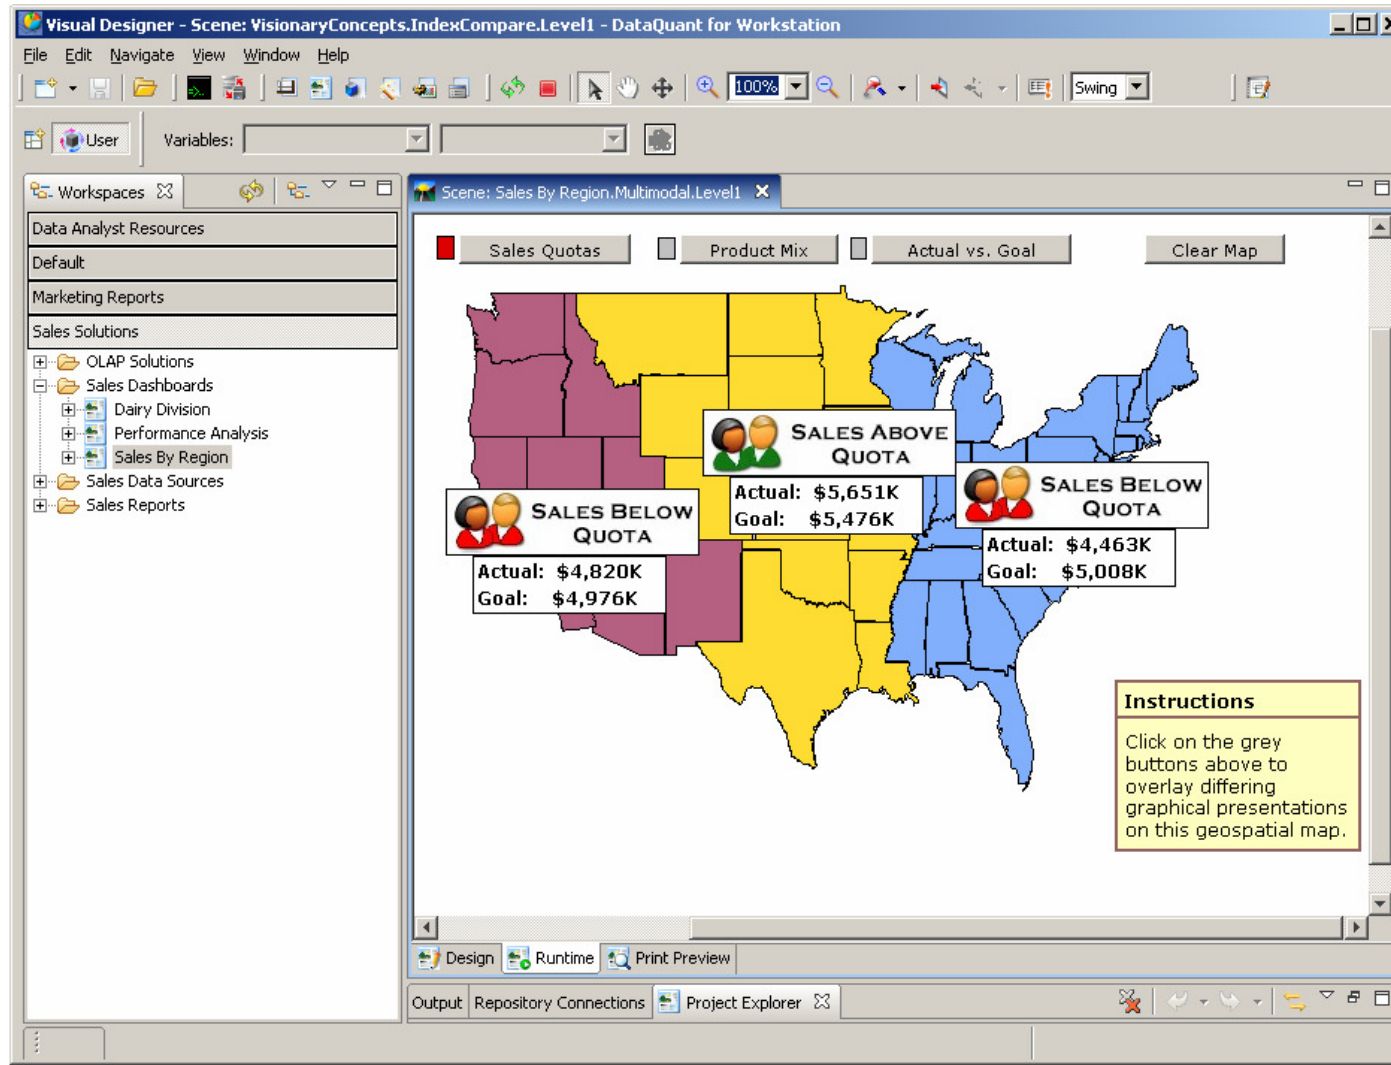 Visual Designer - Scene: VisionaryConcepts.IndexCompare.Level1 - DataQuant for Workstation
File Edit Navigate View Window Help
100% Swing
User Variables:
Workspaces
Data Analyst Resources
Default
Marketing Reports
Sales Solutions
OLAP Solutions
Sales Dashboards
Dairy Division
Performance Analysis
Sales By Region
Sales Data Sources
Sales Reports
Scene: Sales By Region.Multimodal.Level1
Sales Quotas Product Mix Actual vs. Goal Clear Map
SALES ABOVE
QUOTA
Actual: $5,651K
Goal: $5,476K
SALES BELOW
QUOTA
Actual: $4,463K
Goal: $5,008K
SALES BELOW
QUOTA
Actual: $4,820K
Goal: $4,976K
Instructions
Click on the grey
buttons above to
overlay differing
graphical presentations
on this geospatial map.
Design Runtime Print Preview
Output Repository Connections Project Explorer